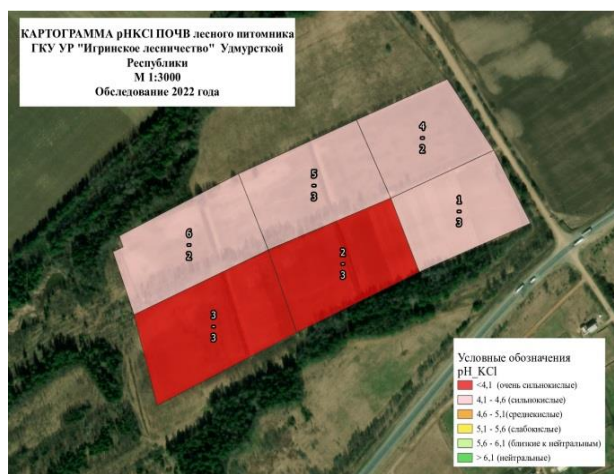 КАРТОГРАММА pHKCl ПОЧВ лесного питомника
ГКУ УР "Игринское лесничество" Удмурсткой
Республики
М 1:3000
Обследование 2022 года
4
-
2
5
-
3
1
-
3
6
-
2
2
-
3
3
-
3
Условные обозначения
pH_KCl
<4,1 (очень сильнокислые)
4,1 - 4,6 (сильнокислые)
4,6 - 5,1(среднекислые)
5,1 - 5,6 (слабокислые)
5,6 - 6,1 (близкие к нейтральным)
> 6,1 (нейтральные)